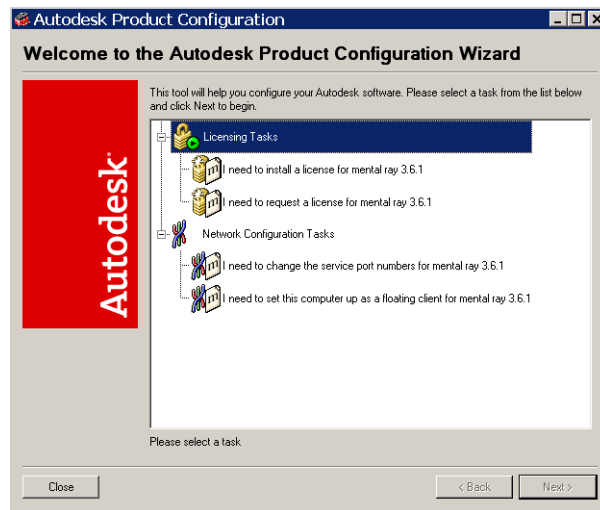 Autodesk Product Configuration
Welcome to the Autodesk Product Configuration Wizard
Autodesk
This tool will help you configure your Autodesk software. Please select a task from the list below
and click Next to begin.
Licensing Tasks
m I need to install a license for mental ray 3.6.1
m I need to request a license for mental ray 3.6.1
Network Configuration Tasks
m I need to change the service port numbers for mental ray 3.6.1
m I need to set this computer up as a floating client for mental ray 3.6.1
Please select a task
Close
< Back
Next >